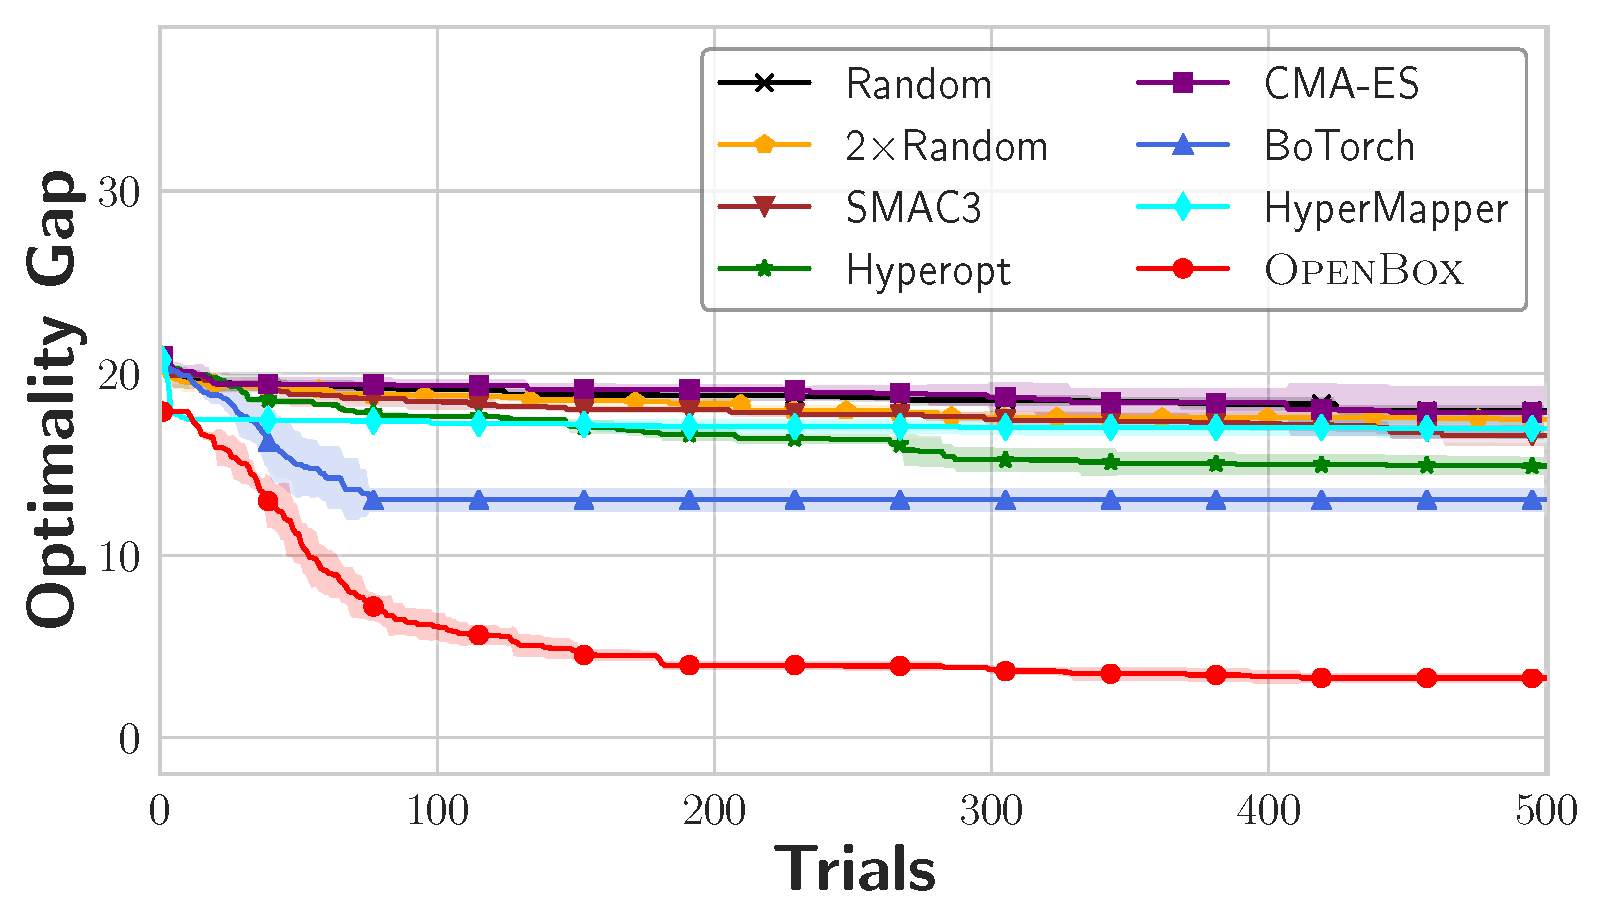 Random
2×Random
SMAC3
Hyperopt
CMA-ES
BoTorch
HyperMapper
OPENBOX
Optimality Gap
30
20
10
0
0 100 200 300 400 500
Trials